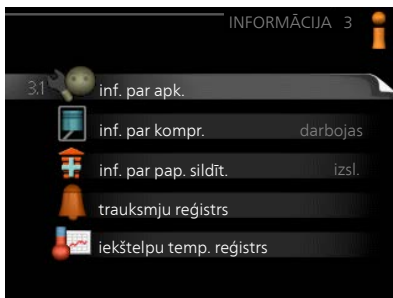 INFORMĀCIJA 3
3.1 inf. par apk.
inf. par kompr. darbojas
inf. par pap. sildīt. izsl.
trauksmju reģistrs
iekštelpu temp. reģistrs